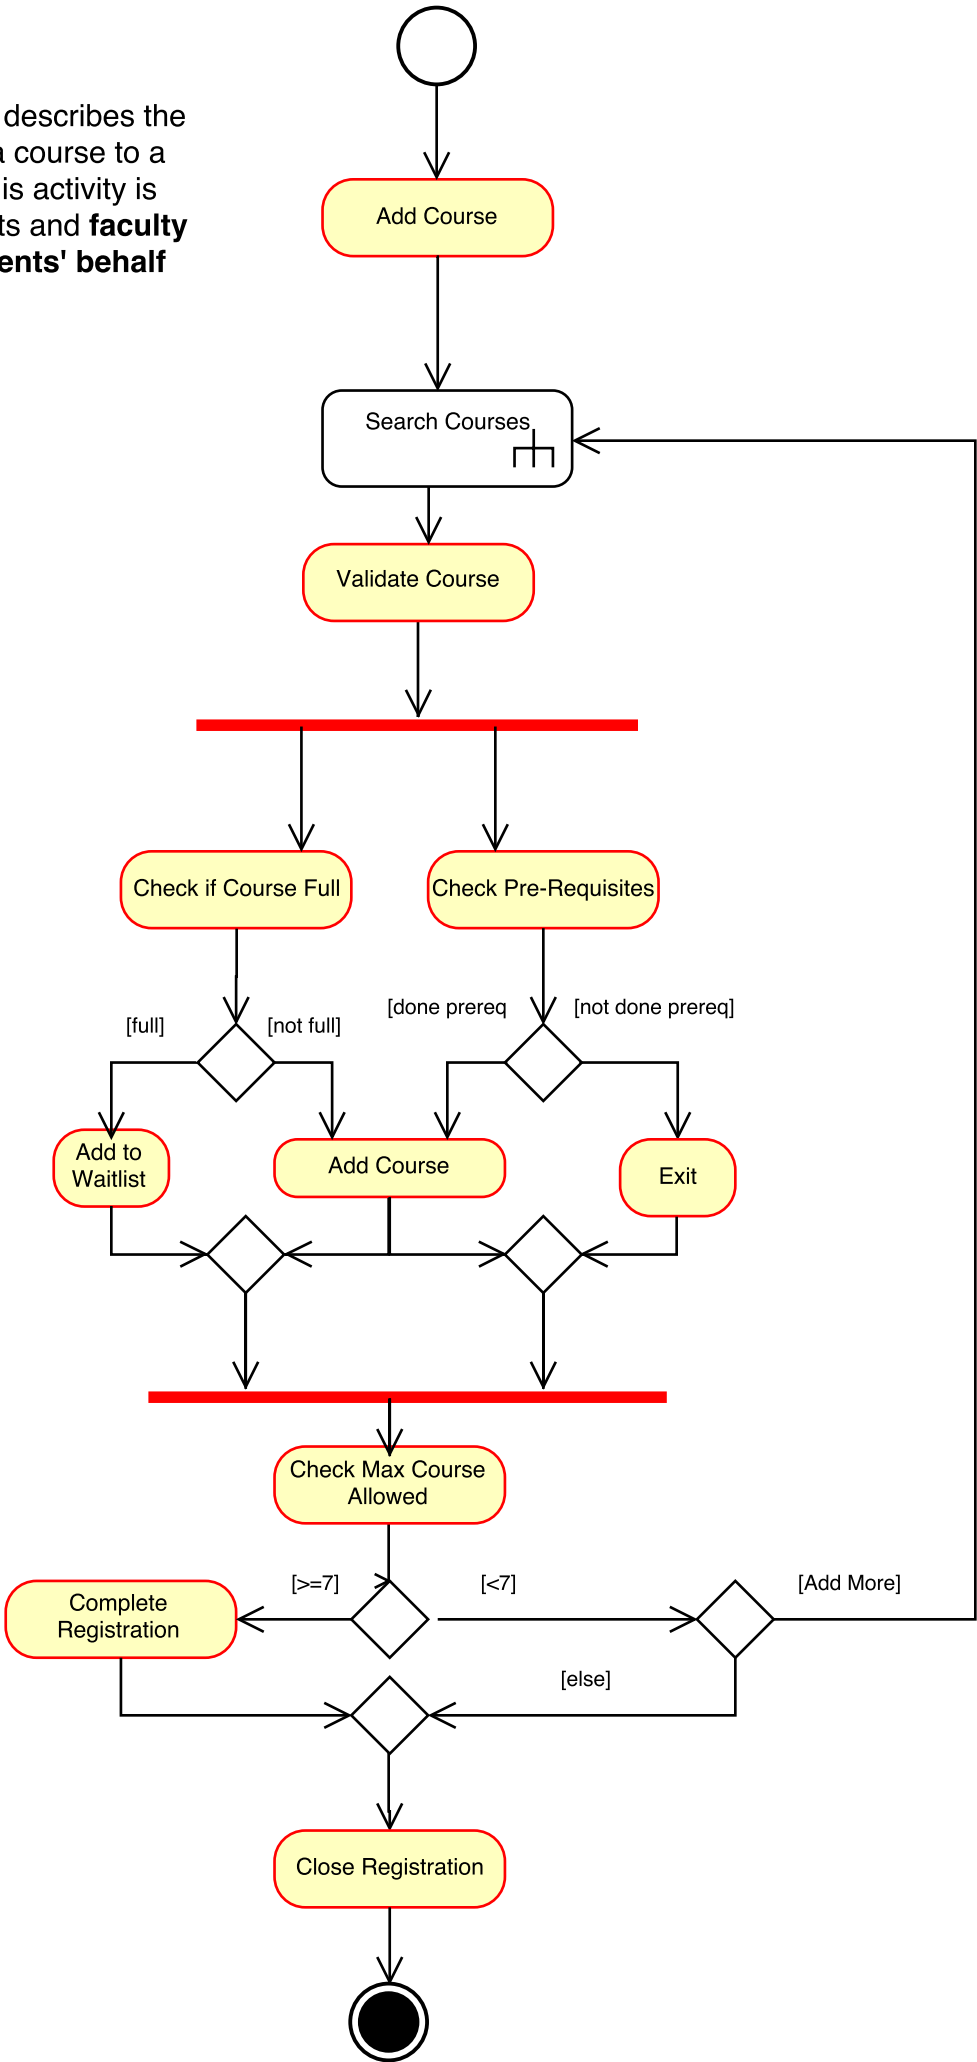 describes the
a course to a
is activity is
ts and faculty
ents' behalf
Add Course
Search Courses
Validate Course
Check if Course Full
Check Pre-Requisites
[full]
[not full]
[done prereq
[not done prereq]
Add to
Waitlist
Add Course
Exit
Check Max Course
Allowed
[>=7]
[<7]
[Add More]
Complete
Registration
[else]
Close Registration